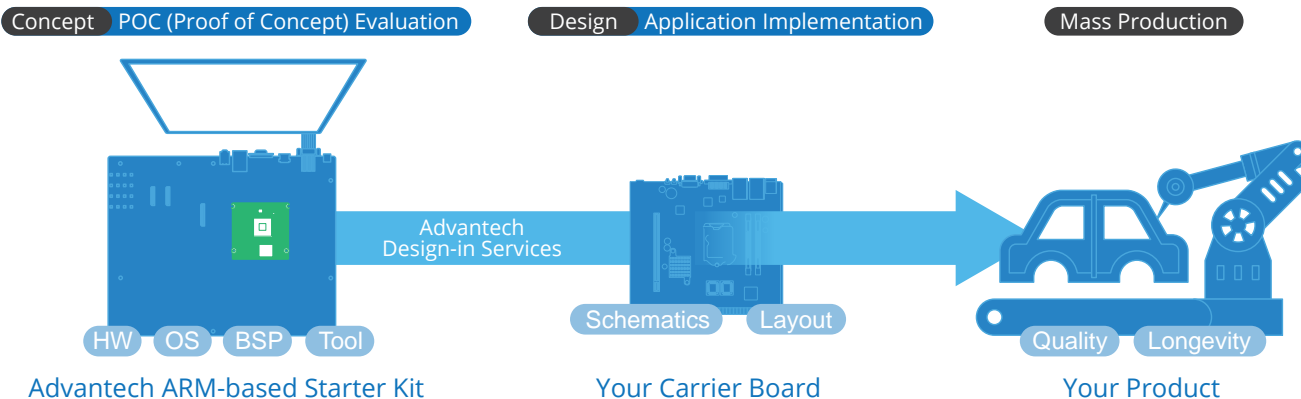 Concept POC (Proof of Concept) Evaluation
Design Application Implementation
Mass Production
Advantech
Design-in Services
HW OS BSP Tool
Schematics Layout
Quality Longevity
Advantech ARM-based Starter Kit
Your Carrier Board
Your Product